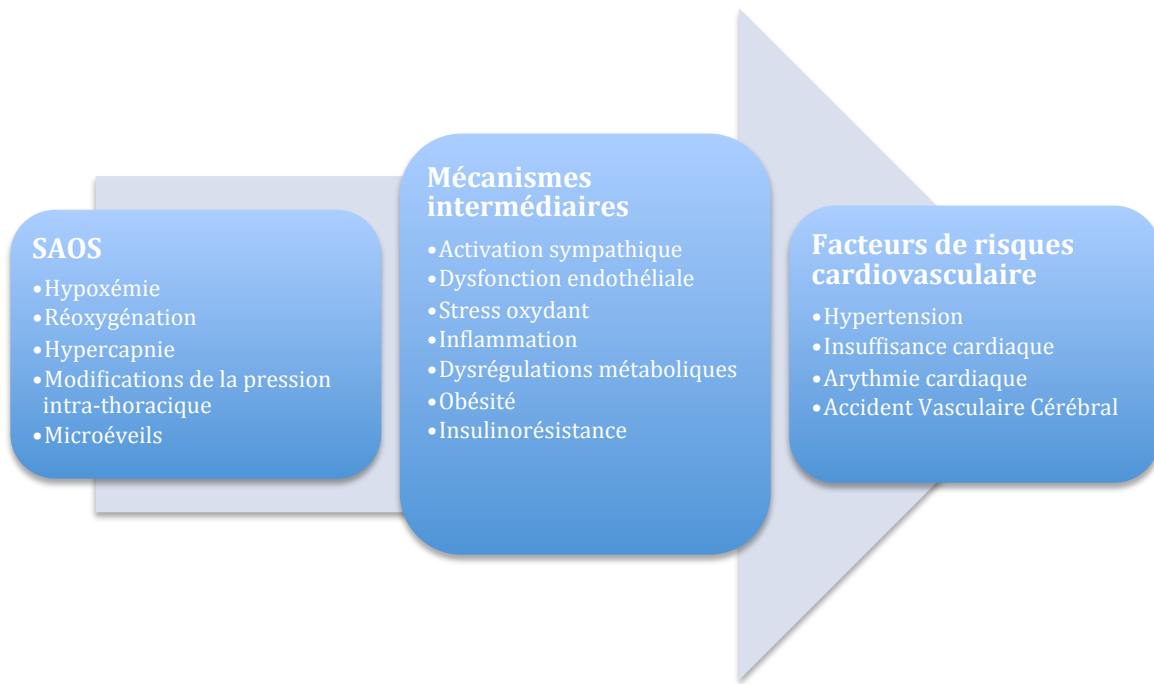 SAOS
•Hypoxémie
•Réoxygénation
•Hypercapnie
•Modifications de la pression
intra-thoracique
•Microéveils
Mécanismes
intermédiaires
•Activation sympathique
•Dysfonction endothéliale
•Stress oxydant
•Inflammation
•Dysrégulations métaboliques
•Obésité
•Insulinorésistance
Facteurs de risques
cardiovasculaire
•Hypertension
•Insuffisance cardiaque
•Arythmie cardiaque
•Accident Vasculaire Cérébral